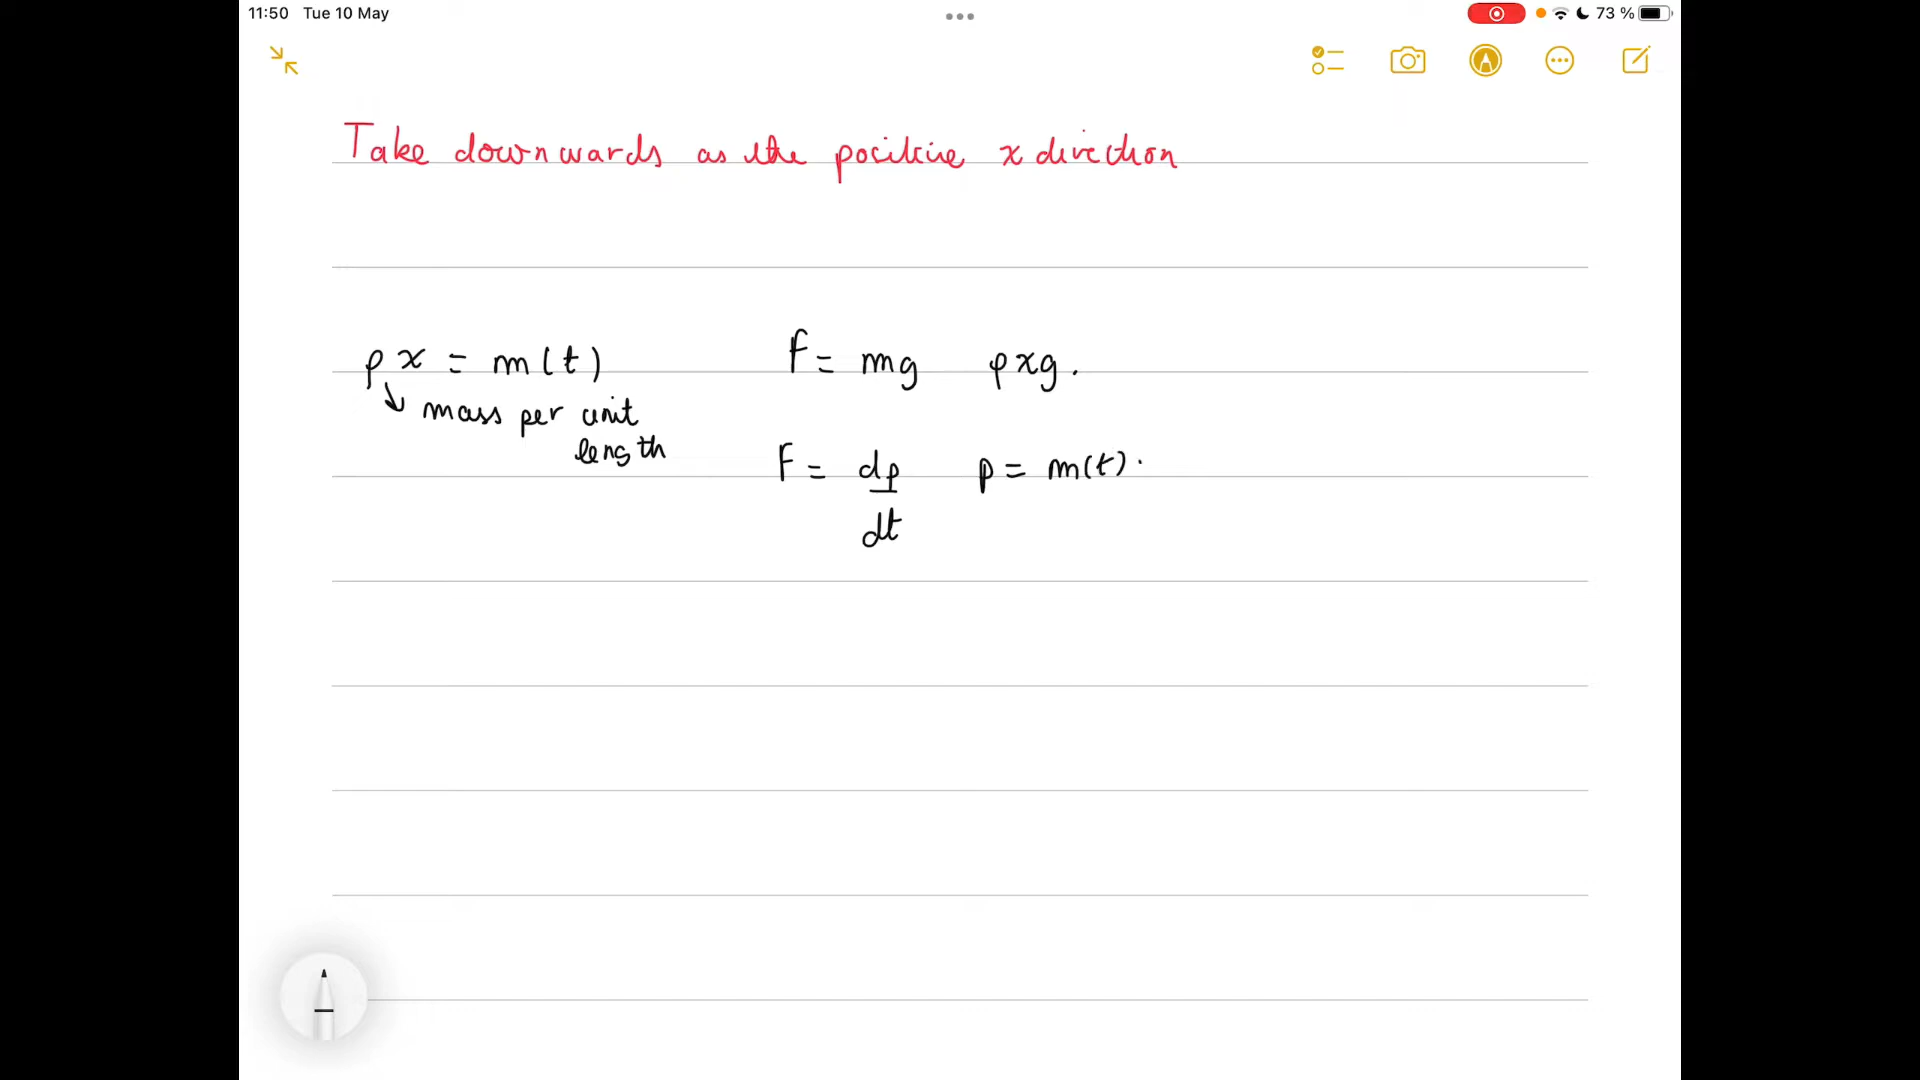 11:50 Tue 10 May
73 %
Take downwards as the positive x direction
ρx = m(t)
F = mg ρxg.
mass per unit
length
F = dp/dt p = m(t).